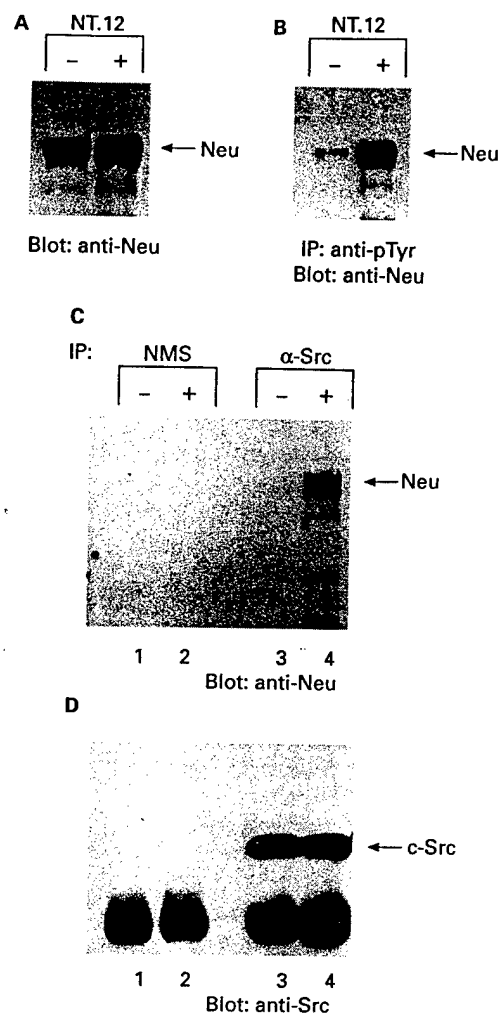 A
NT.12
− +
Neu
Blot: anti-Neu
B
NT.12
− +
Neu
IP: anti-pTyr
Blot: anti-Neu
C
IP: NMS α-Src
− + − +
Neu
1 2 3 4
Blot: anti-Neu
D
c-Src
1 2 3 4
Blot: anti-Src